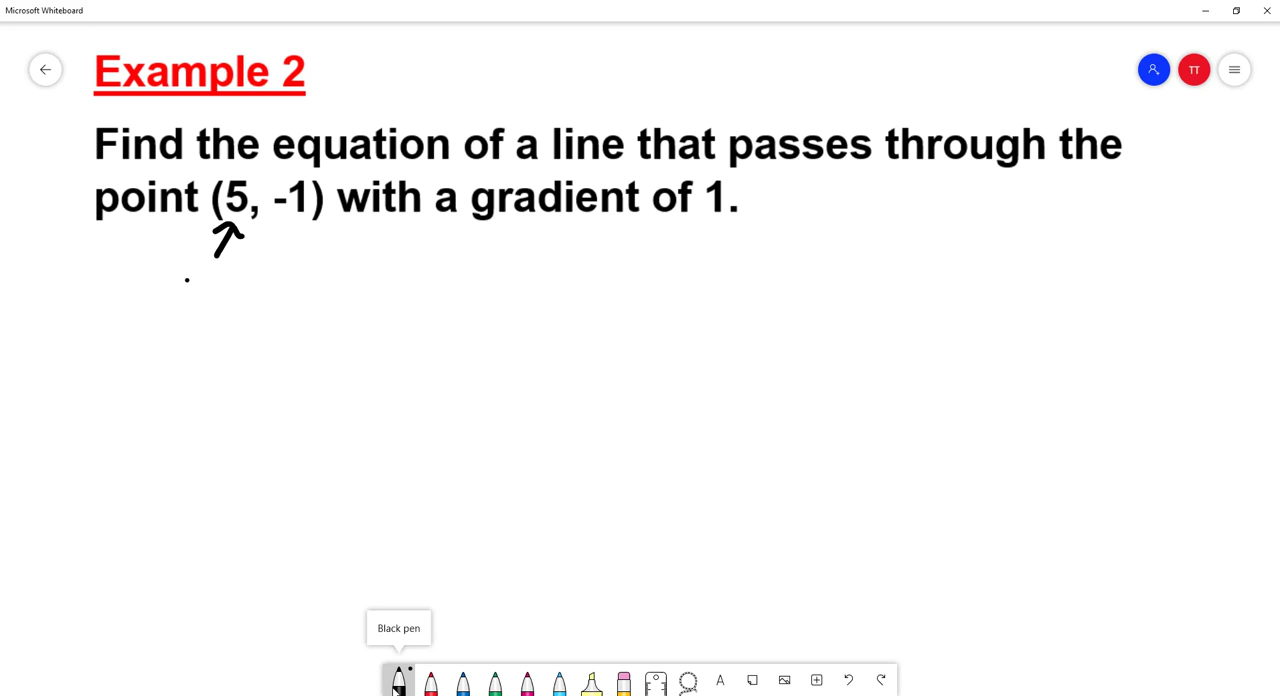 Microsoft Whiteboard
Example 2
TT
Find the equation of a line that passes through the
point (5, -1) with a gradient of 1.
Black pen
A